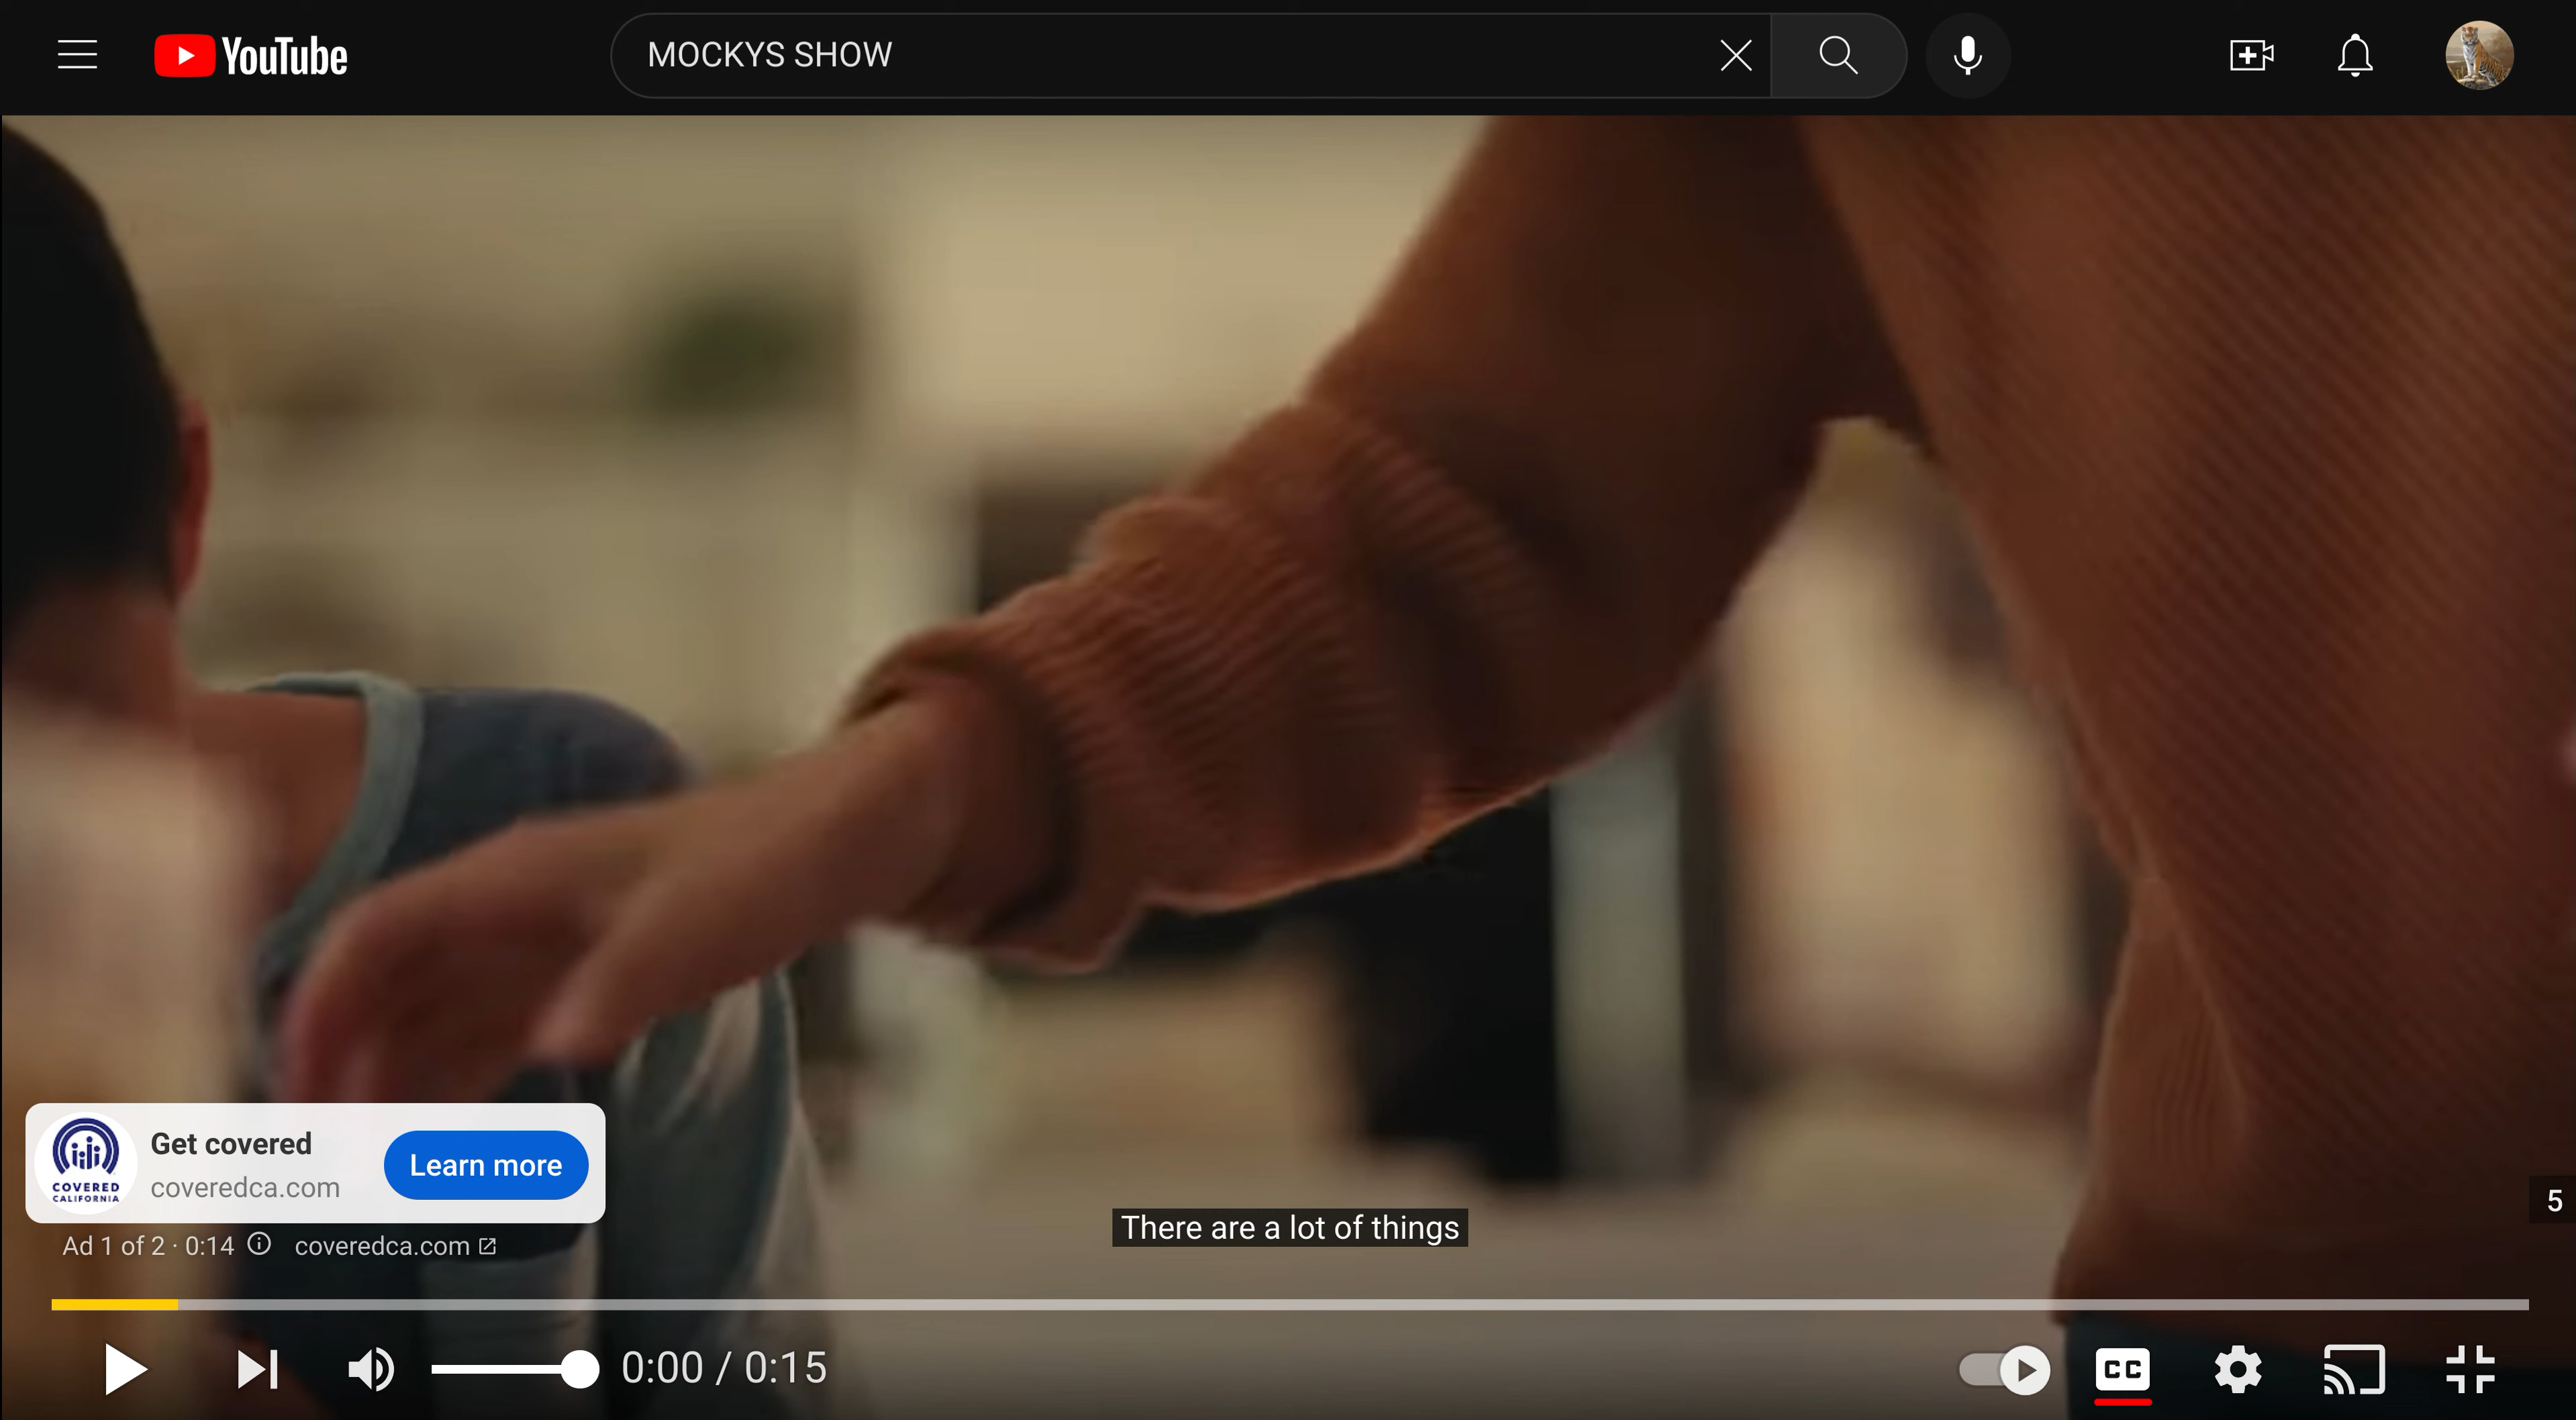 YouTube
MOCKYS SHOW
COVERED
CALIFORNIA
Get covered
coveredca.com
Learn more
Ad 1 of 2 · 0:14
coveredca.com
There are a lot of things
5
0:00 / 0:15
CC